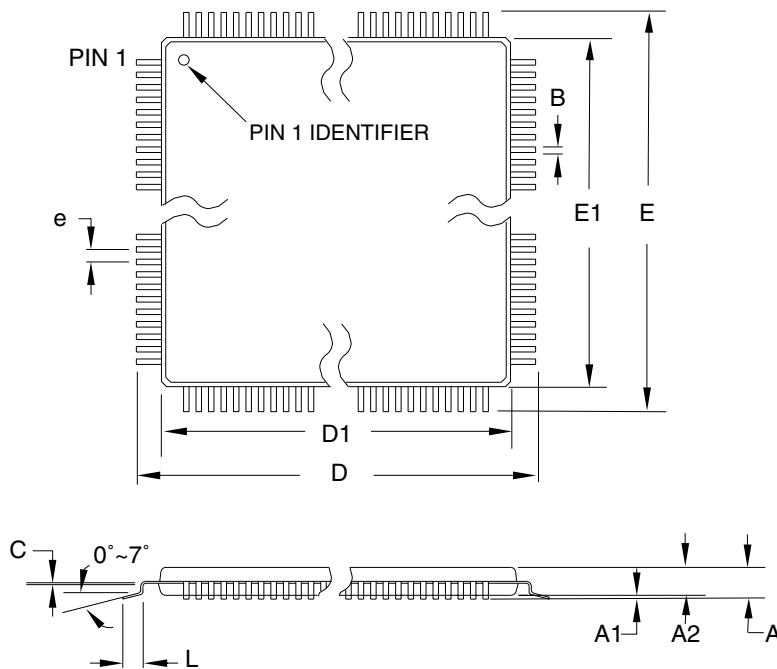 PIN 1
B
PIN 1 IDENTIFIER
e
E1
E
D1
D
C
0°~7°
A1
A2
A
L